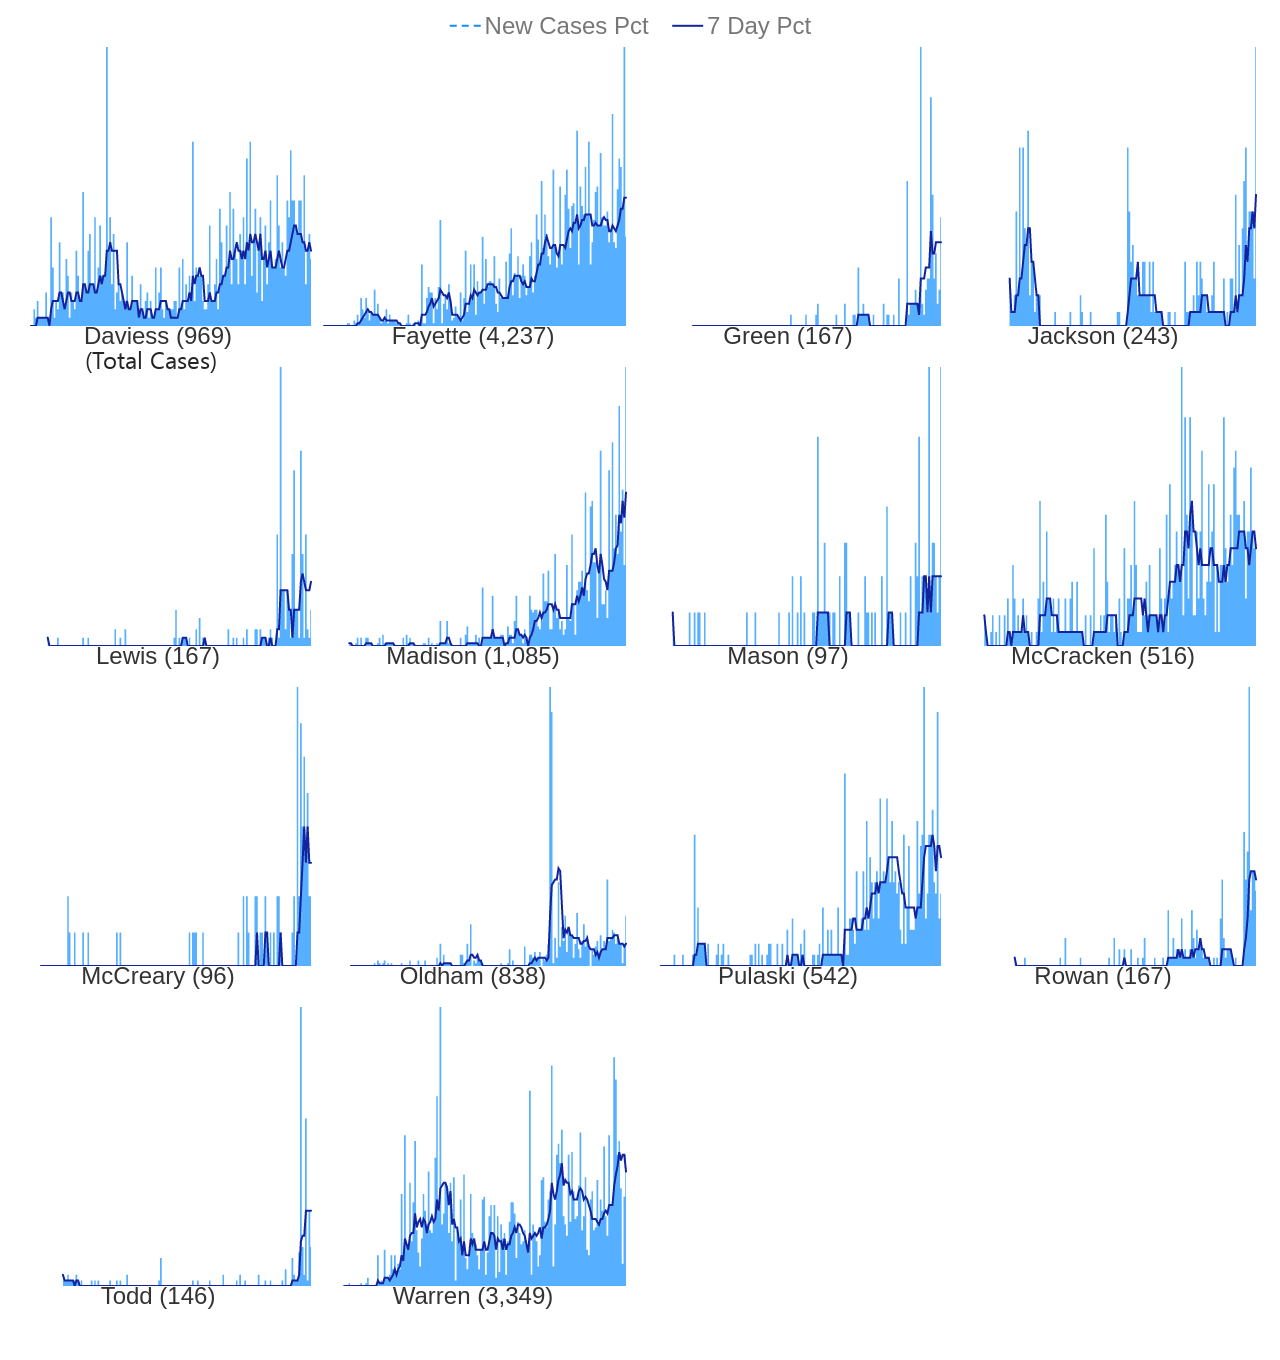 New Cases Pct 7 Day Pct
Daviess (969) Fayette (4,237) Green (167) Jackson (243)
(Total Cases)
Lewis (167) Madison (1,085) Mason (97) McCracken (516)
McCreary (96) Oldham (838) Pulaski (542) Rowan (167)
Todd (146) Warren (3,349)